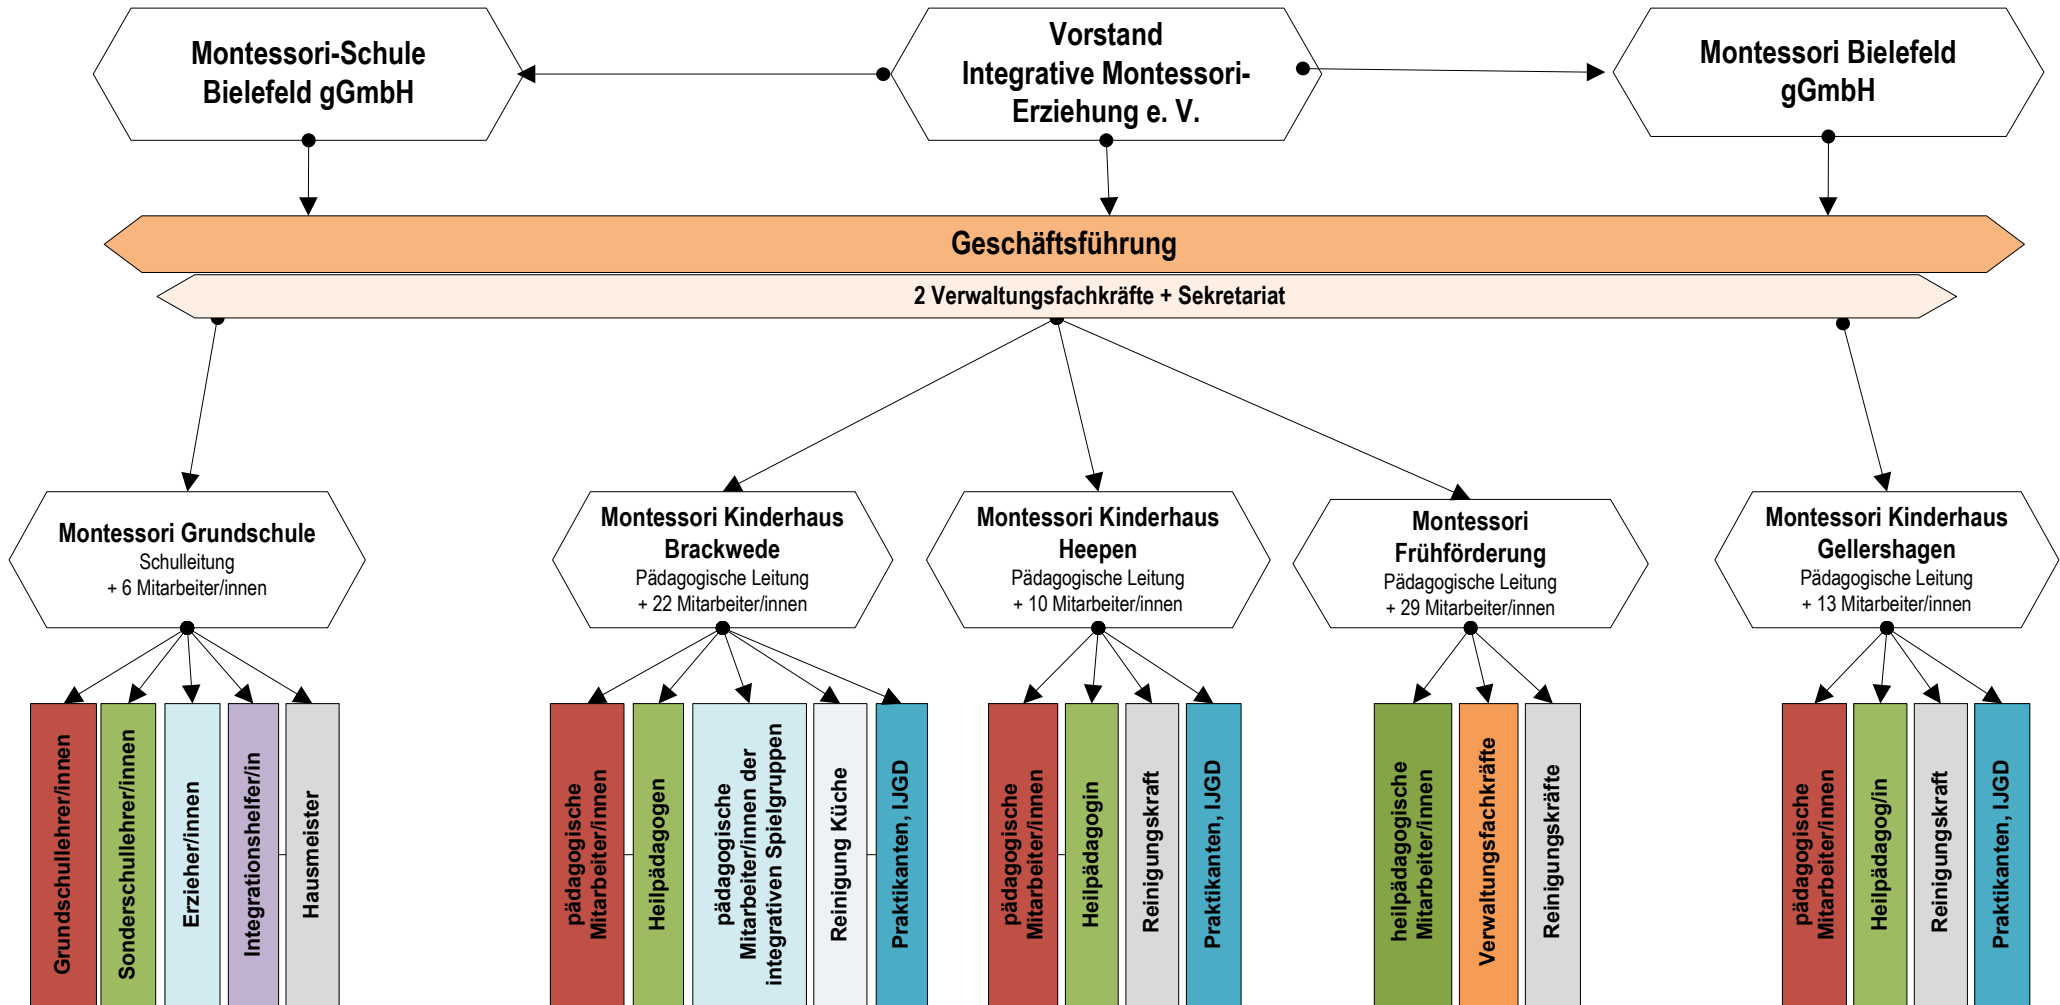 Montessori-Schule
Bielefeld gGmbH
Vorstand
Integrative Montessori-
Erziehung e. V.
Montessori Bielefeld
gGmbH
Geschäftsführung
2 Verwaltungsfachkräfte + Sekretariat
Montessori Grundschule
Schulleitung
+ 6 Mitarbeiter/innen
Montessori Kinderhaus
Brackwede
Pädagogische Leitung
+ 22 Mitarbeiter/innen
Montessori Kinderhaus
Heepen
Pädagogische Leitung
+ 10 Mitarbeiter/innen
Montessori
Frühförderung
Pädagogische Leitung
+ 29 Mitarbeiter/innen
Montessori Kinderhaus
Gellershagen
Pädagogische Leitung
+ 13 Mitarbeiter/innen
Grundschullehrer/innen
Sonderschullehrer/innen
Erzieher/innen
Integrationshelfer/in
Hausmeister
pädagogische
Mitarbeiter/innen
Heilpädagogen
pädagogische
Mitarbeiter/innen der
integrativen Spielgruppen
Reinigung Küche
Praktikanten, IJGD
pädagogische
Mitarbeiter/innen
Heilpädagogin
Reinigungskraft
Praktikanten, IJGD
heilpädagogische
Mitarbeiter/innen
Verwaltungsfachkräfte
Reinigungskräfte
pädagogische
Mitarbeiter/innen
Heilpädagog/in
Reinigungskraft
Praktikanten, IJGD